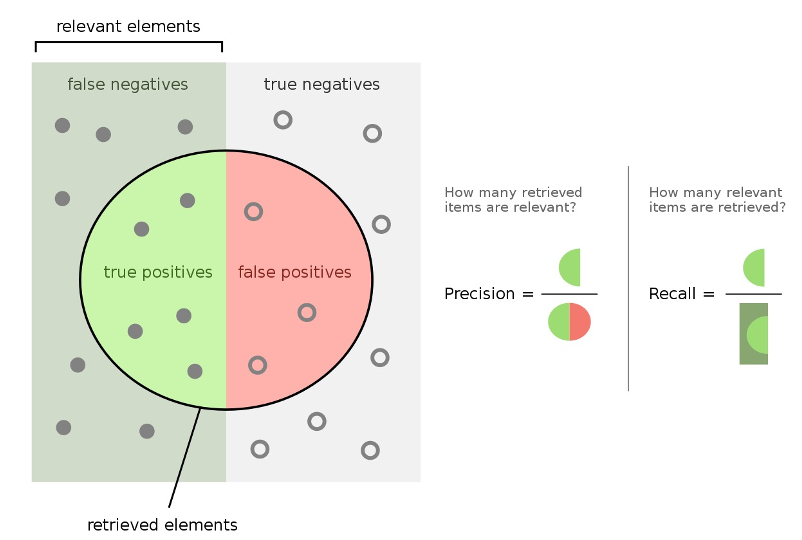 relevant elements
false negatives
true negatives
true positives
false positives
retrieved elements
How many retrieved
items are relevant?
Precision =
How many relevant
items are retrieved?
Recall =